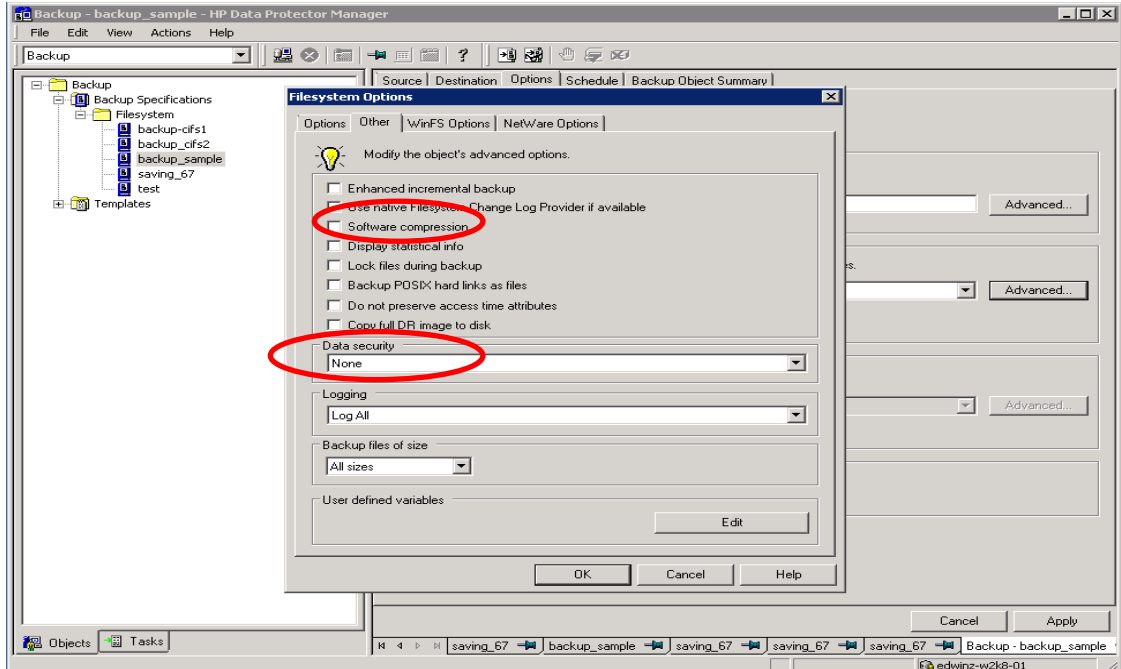 Backup - backup_sample - HP Data Protector Manager
File Edit View Actions Help
Backup
Source Destination Options Schedule Backup Object Summary
Backup
Backup Specifications
Filesystem
backup-cifs1
backup_cifs2
backup_sample
saving_67
test
Templates
Filesystem Options
Options Other WinFS Options NetWare Options
Modify the object's advanced options.
Enhanced incremental backup
Use native Filesystem Change Log Provider if available
Software compression
Display statistical info
Lock files during backup
Backup POSIX hard links as files
Do not preserve access time attributes
Copy full DR image to disk
Data security
None
Logging
Log All
Backup files of size
All sizes
User defined variables
Edit
OK Cancel Help
Advanced...
es.
Advanced...
Advanced...
Cancel Apply
Objects Tasks
saving_67 backup_sample saving_67 saving_67 saving_67 Backup - backup_sample
edwinz-w2k8-01